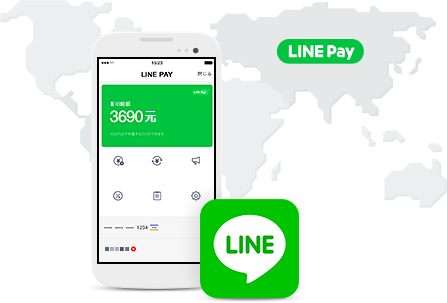 LINE Pay
15:23
LINE PAY 閉じる
LINE Pay
3690元
1234
LINE